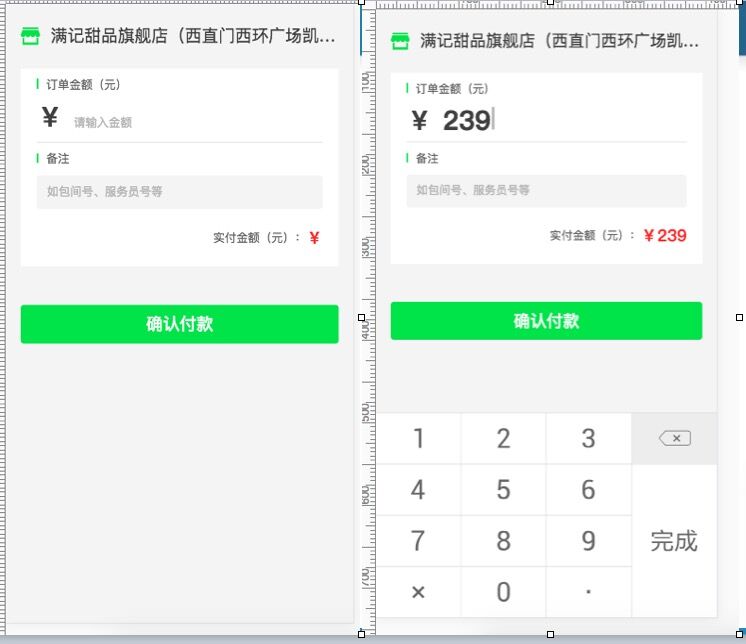 满记甜品旗舰店（西直门西环广场凯...
订单金额（元）
¥ 请输入金额
备注
如包间号、服务员号等
实付金额（元）： ¥
确认付款
满记甜品旗舰店（西直门西环广场凯...
订单金额（元）
¥ 239
备注
如包间号、服务员号等
实付金额（元）： ¥239
确认付款
1 2 3
4 5 6
7 8 9 完成
× 0 ·